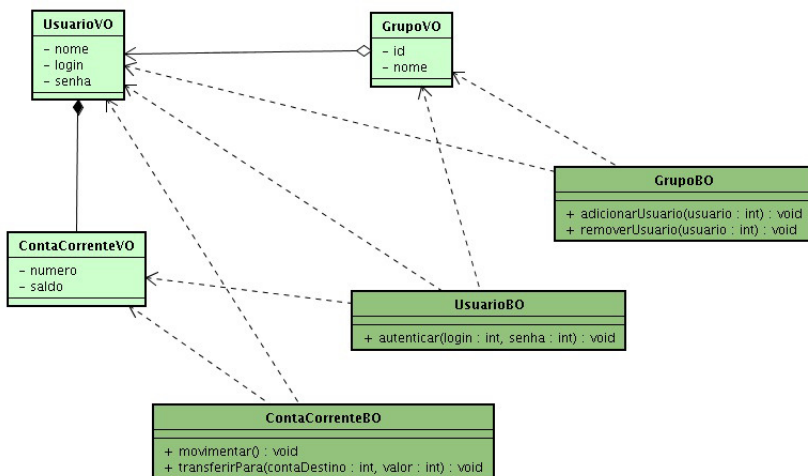 UsuarioVO
- nome
- login
- senha
GrupoVO
- id
- nome
GrupoBO
+ adicionarUsuario(usuario : int) : void
+ removerUsuario(usuario : int) : void
ContaCorrenteVO
- numero
- saldo
UsuarioBO
+ autenticar(login : int, senha : int) : void
ContaCorrenteBO
+ movimentar() : void
+ transferirPara(contaDestino : int, valor : int) : void